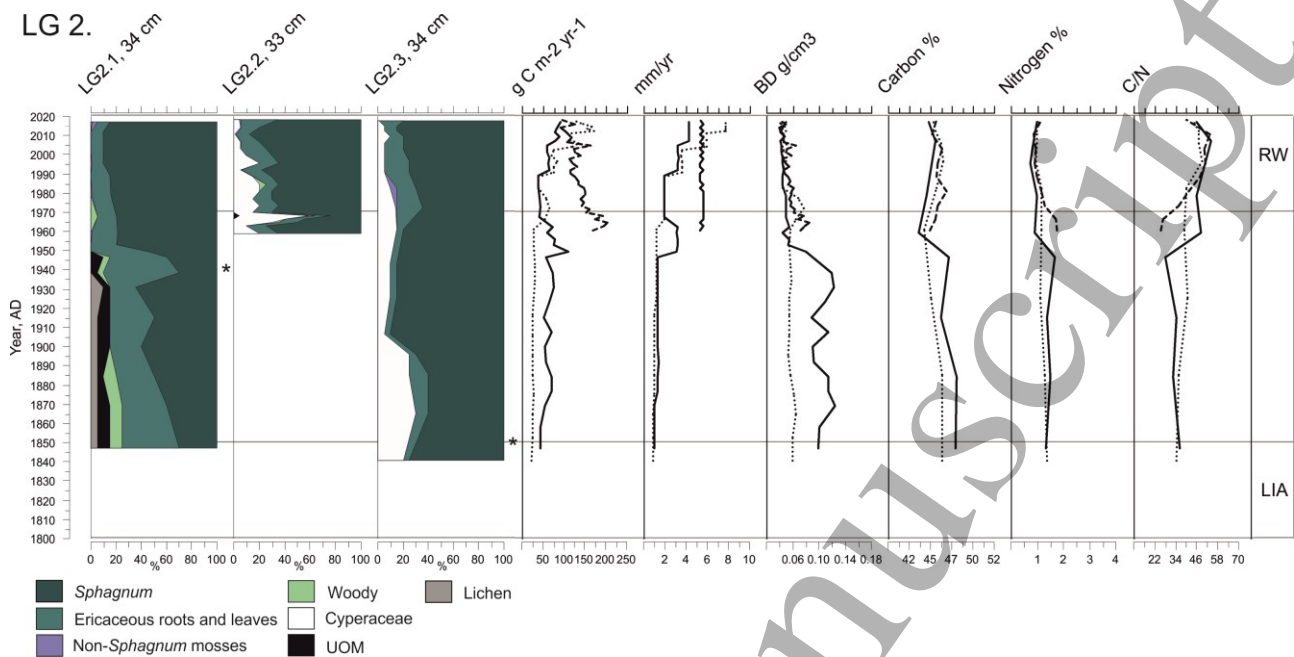 LG 2.
LG2.1, 34 cm
LG2.2, 33 cm
LG2.3, 34 cm
g C m-2 yr-1
mm/yr
BD g/cm3
Carbon %
Nitrogen %
C/N
2020
2010
2000
1990
1980
1970
1960
1950
1940
1930
1920
1910
1900
1890
1880
1870
1860
1850
1840
1830
1820
1810
1800
Year, AD
RW
LIA
*
*
0 20 40 60 80 100
%
0 20 40 60 80 100
%
0 20 40 60 80 100
%
50 100 150 200 250
2 4 6 8 10
0.06 0.10 0.14 0.18
42 45 47 50 52
1 2 3 4
22 34 46 58 70
Sphagnum
Ericaceous roots and leaves
Non-Sphagnum mosses
Woody
Cyperaceae
UOM
Lichen
nuscript